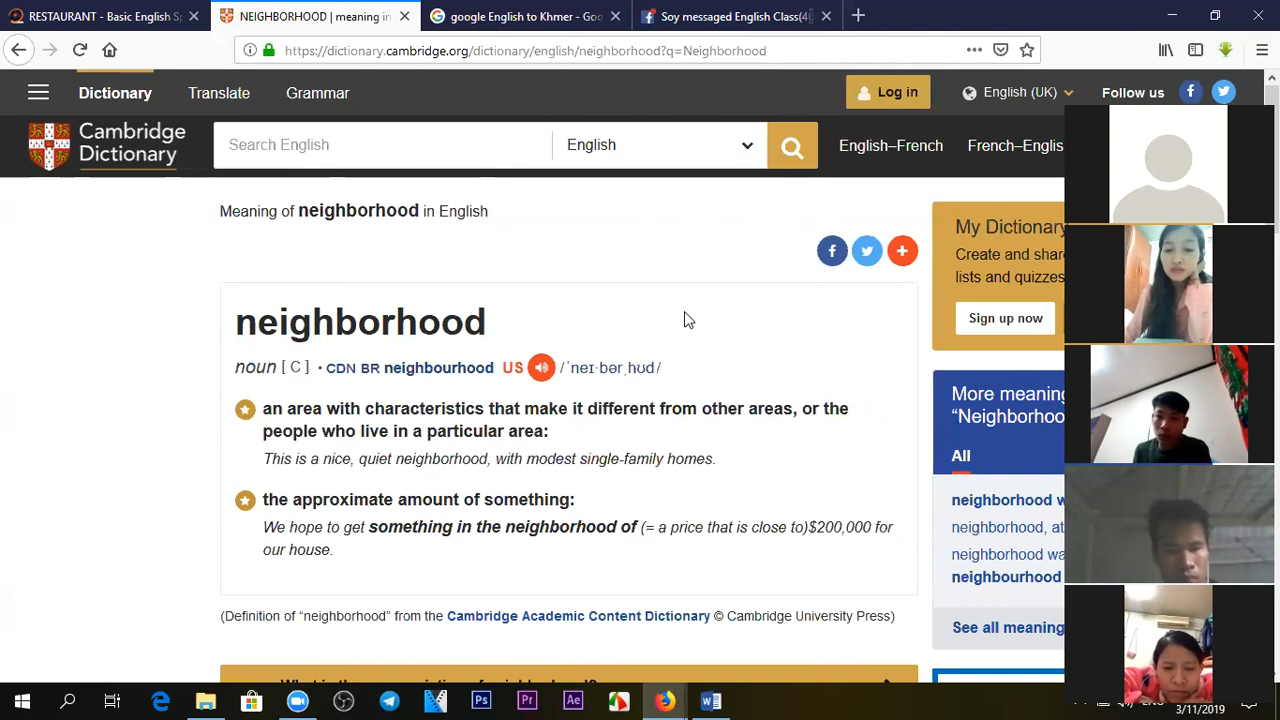 RESTAURANT - Basic English Sp
NEIGHBORHOOD | meaning in
google English to Khmer - Goo
Soy messaged English Class(4
https://dictionary.cambridge.org/dictionary/english/neighborhood?q=Neighborhood
Dictionary Translate Grammar Log in English (UK) Follow us
Cambridge Dictionary
Search English English English–French French–Englis
Meaning of neighborhood in English
My Dictionary
Create and share
lists and quizzes
Sign up now
neighborhood
noun [ C ] · CDN BR neighbourhood US /ˈneɪ·bərˌhʊd/
an area with characteristics that make it different from other areas, or the
people who live in a particular area:
This is a nice, quiet neighborhood, with modest single-family homes.
the approximate amount of something:
We hope to get something in the neighborhood of (= a price that is close to)$200,000 for
our house.
(Definition of “neighborhood” from the Cambridge Academic Content Dictionary © Cambridge University Press)
More meaning
“Neighborhoo
All
neighborhood w
neighborhood, at
neighborhood wa
neighbourhood
See all meaning
3/11/2019